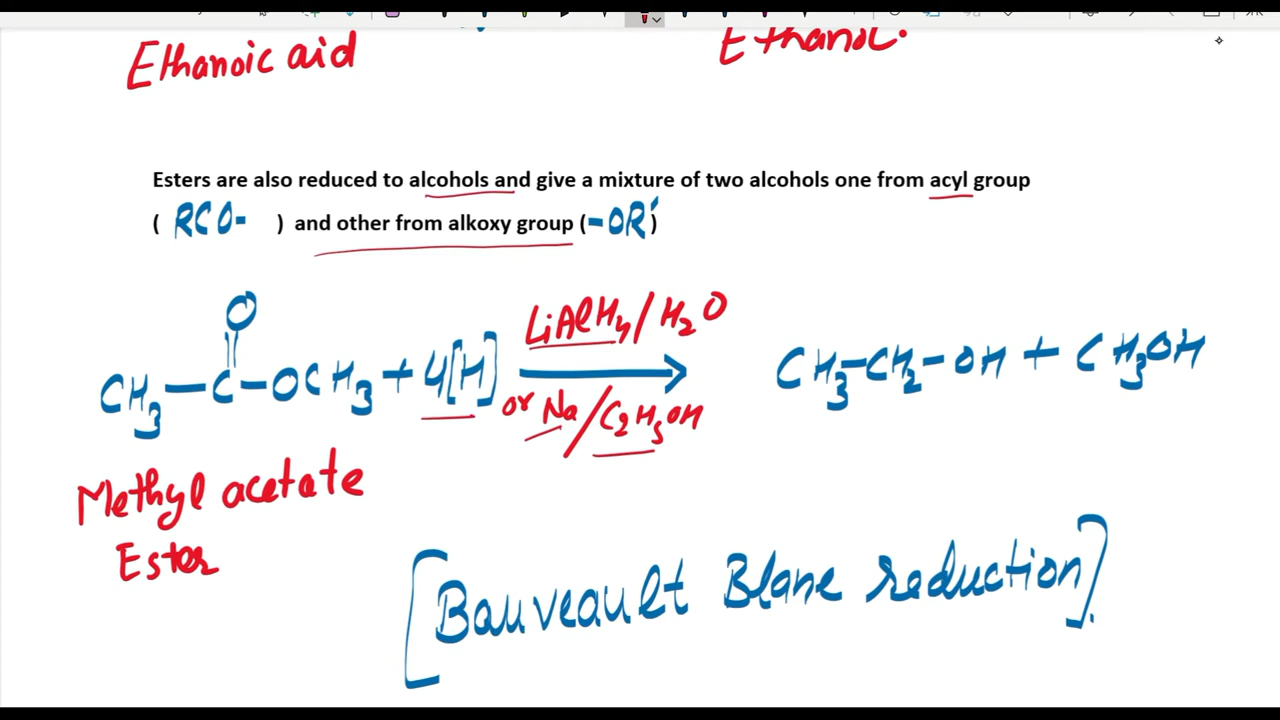 Ethanoic aid
Ethanol.
Esters are also reduced to alcohols and give a mixture of two alcohols one from acyl group
( RCO- ) and other from alkoxy group (-OR')
O
CH3-C-OCH3 + 4[H]
LiAlH4/H2O
or Na/C2H5OH
CH3-CH2-OH + CH3OH
Methyl acetate
Ester
[Bauveault Blane reduction]